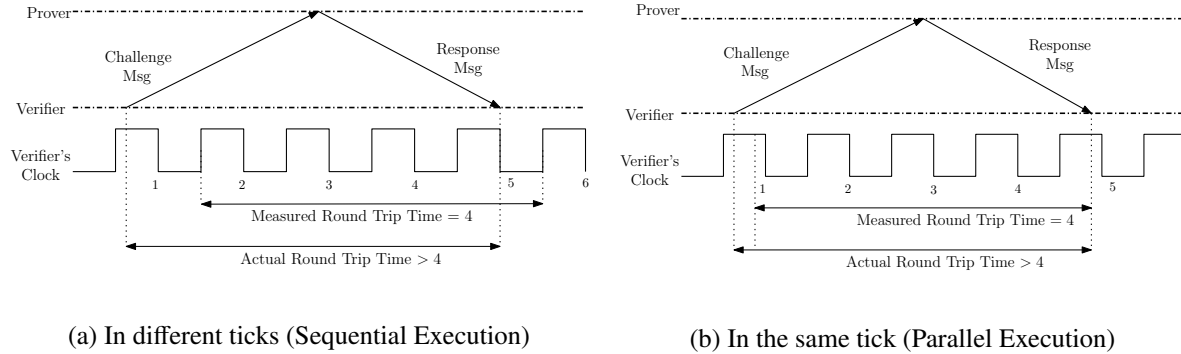 Prover
Challenge
Msg
Response
Msg
Verifier
Verifier's
Clock
1
2
3
4
5
6
Measured Round Trip Time = 4
Actual Round Trip Time > 4
(a) In different ticks (Sequential Execution)
Prover
Challenge
Msg
Response
Msg
Verifier
Verifier's
Clock
1
2
3
4
5
Measured Round Trip Time = 4
Actual Round Trip Time > 4
(b) In the same tick (Parallel Execution)